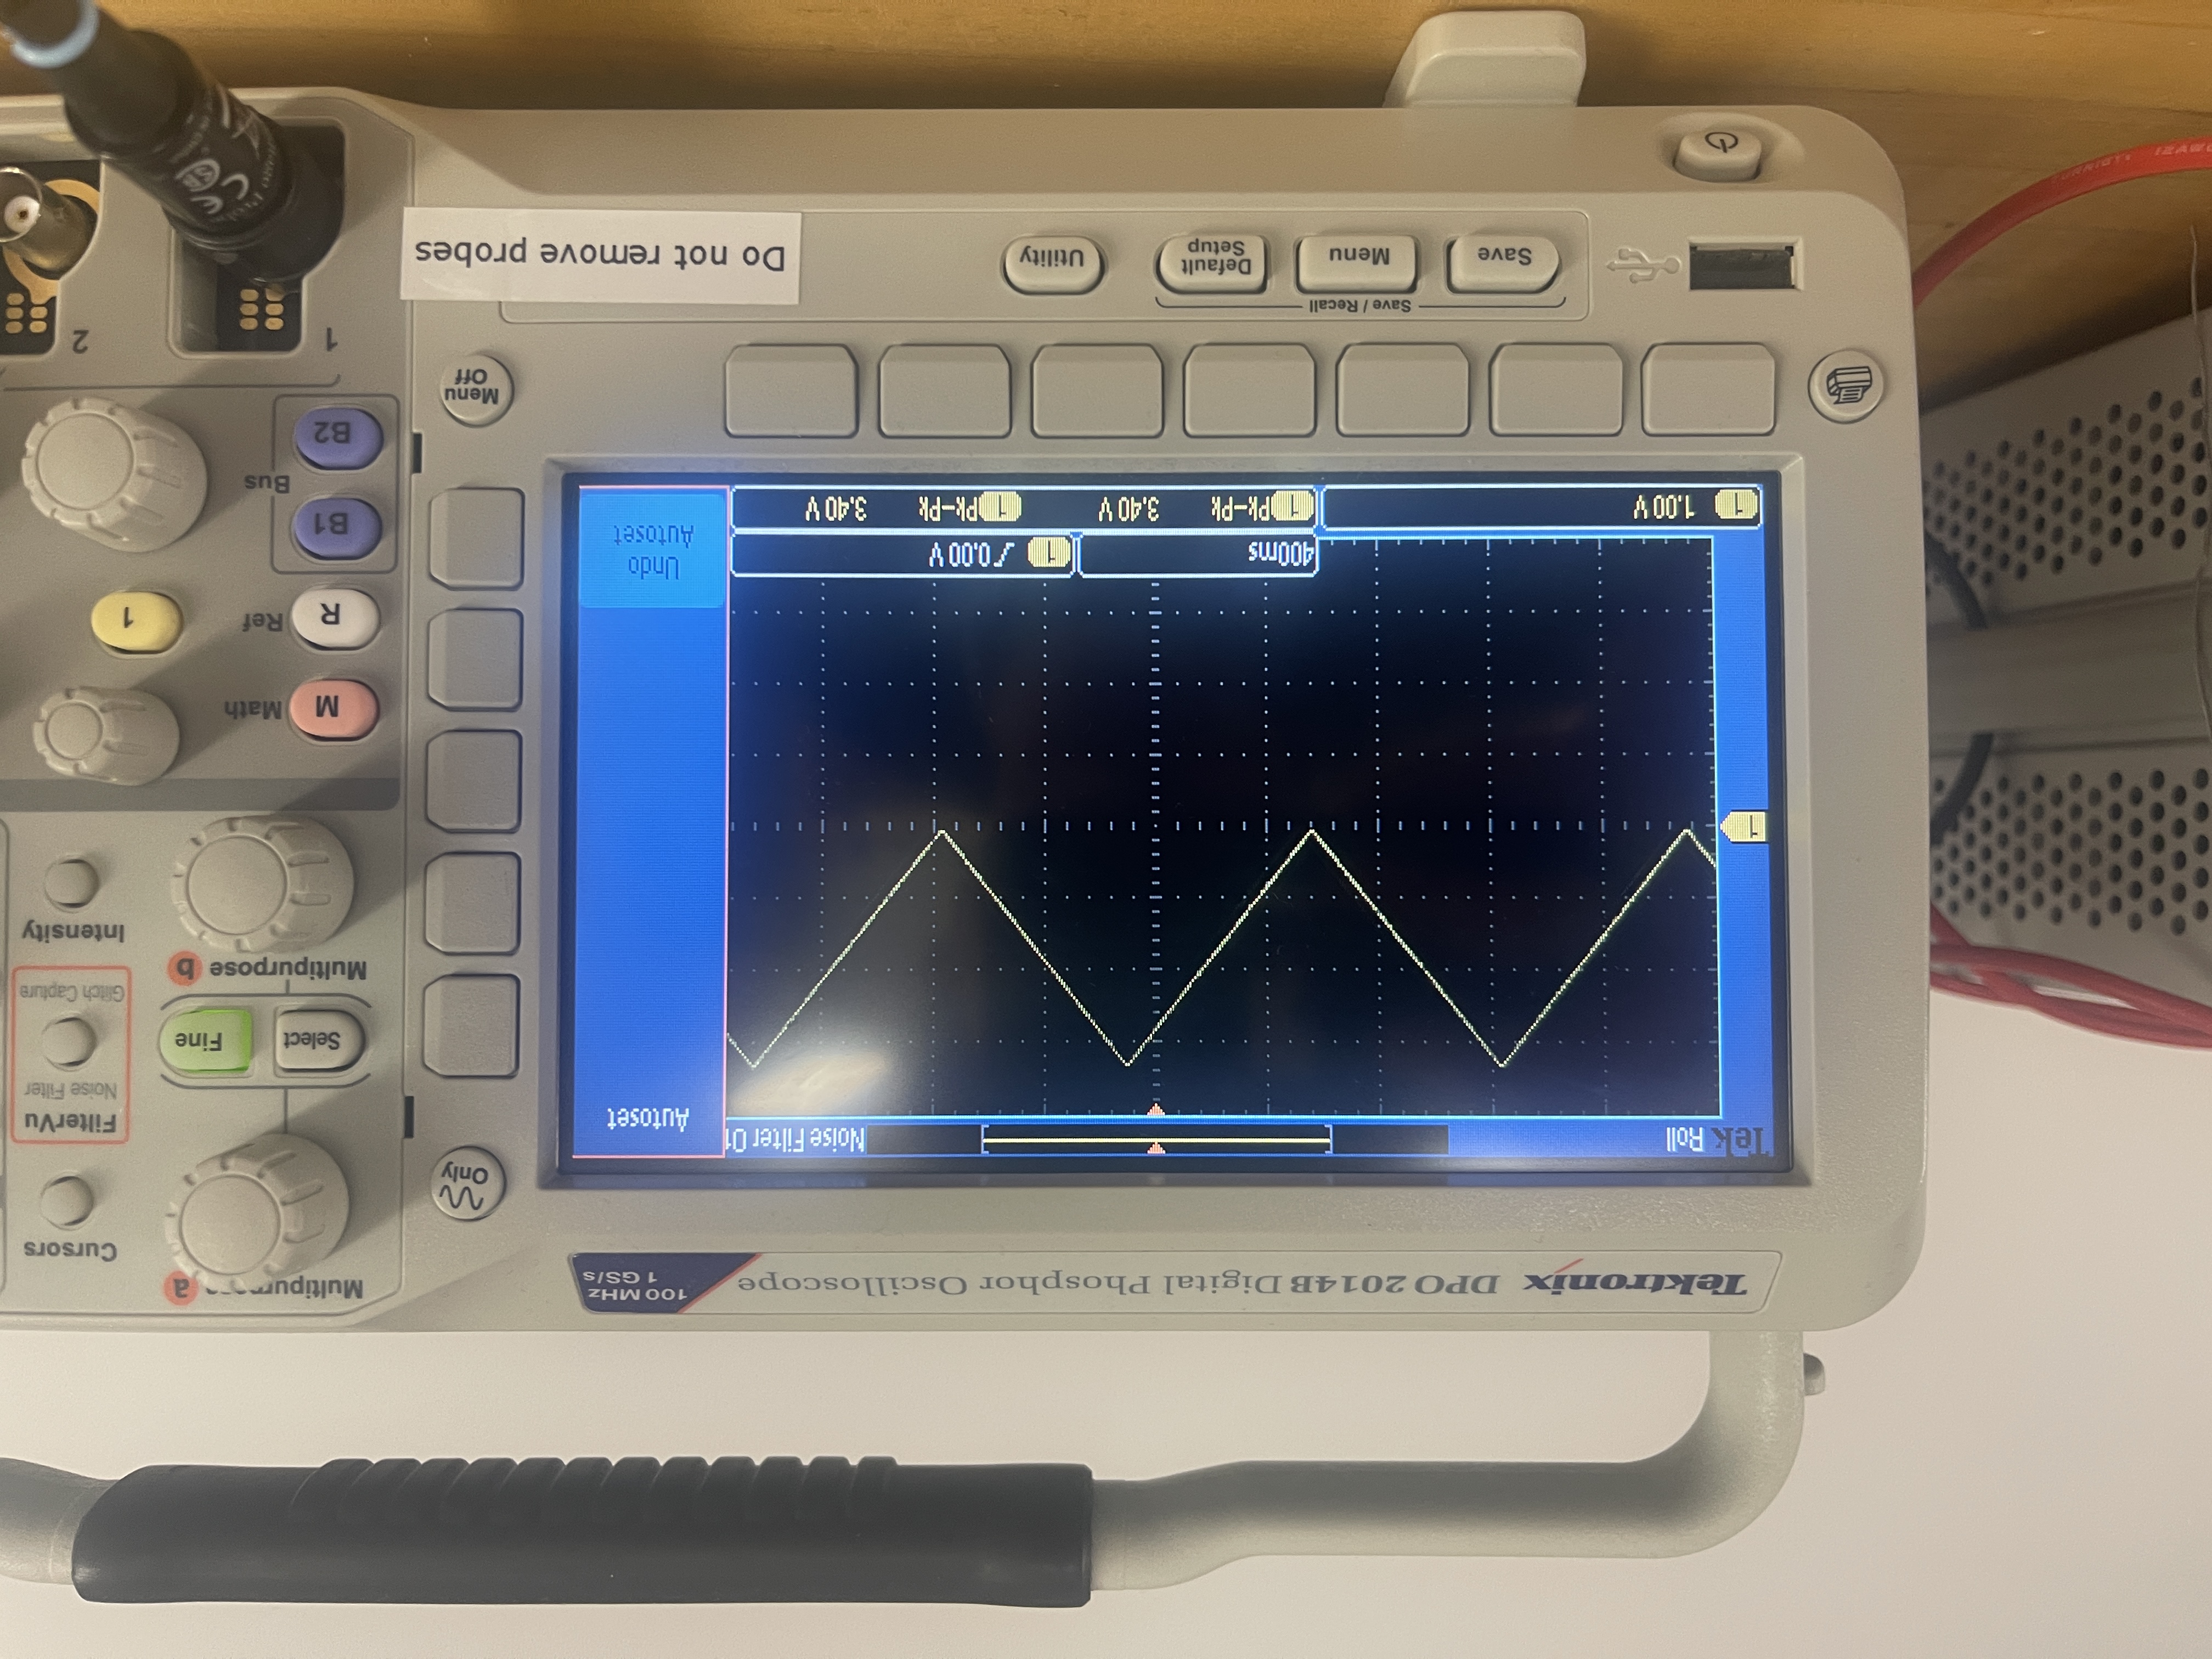 Tektronix DPO 2014B Digital Phosphor Oscilloscope
100 MHz
1 GS/s
Tek Roll
Noise Filter Of
Autoset
1
400ms
1 0.00 V
1 1.00 V
1 Pk-Pk 3.40 V
1 Pk-Pk 3.40 V
Undo
Autoset
Only
Multipurpose a
Cursors
FilterVu
Noise Filter
Select
Fine
Glitch Capture
Multipurpose b
Intensity
M Math
R Ref
1
B1
Bus
B2
Menu
Off
1
2
Save / Recall
Save
Menu
Default
Setup
Utility
Do not remove probes
CE